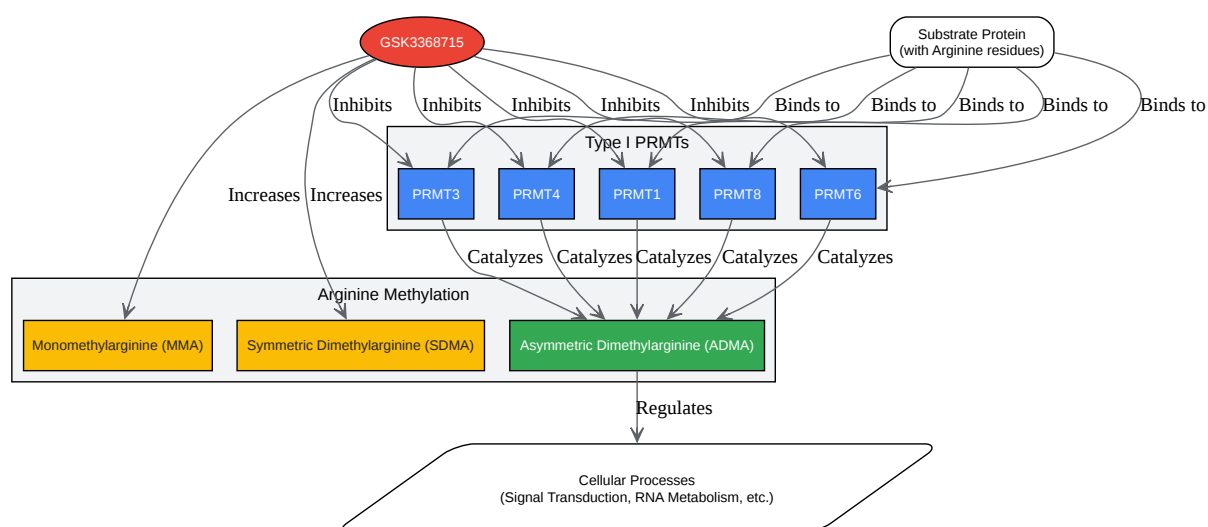 GSK3368715
Substrate Protein
(with Arginine residues)
Inhibits
Inhibits
Inhibits
Inhibits
Inhibits
Binds to
Binds to
Binds to
Binds to
Binds to
Type I PRMTs
PRMT3
PRMT4
PRMT1
PRMT8
PRMT6
Increases
Increases
Catalyzes
Catalyzes
Catalyzes
Catalyzes
Catalyzes
Arginine Methylation
Monomethylarginine (MMA)
Symmetric Dimethylarginine (SDMA)
Asymmetric Dimethylarginine (ADMA)
Regulates
Cellular Processes
(Signal Transduction, RNA Metabolism, etc.)